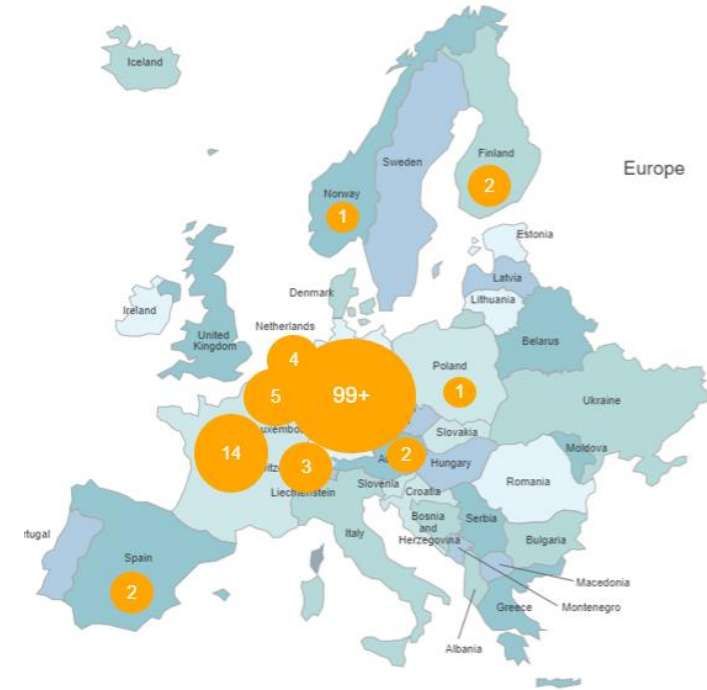 Iceland
Finland
2
Sweden
Europe
Norway
1
Estonia
Latvia
Lithuania
Denmark
Ireland
United
Kingdom
Netherlands
Belarus
4
Poland
1
99+
5
Ukraine
Slovakia
14
3
2
Hungary
Moldova
Liechtenstein
Slovenia
Croatia
Romania
Bosnia
and
Herzegovina
Serbia
Italy
Bulgaria
Spain
2
Macedonia
Greece
Montenegro
Albania